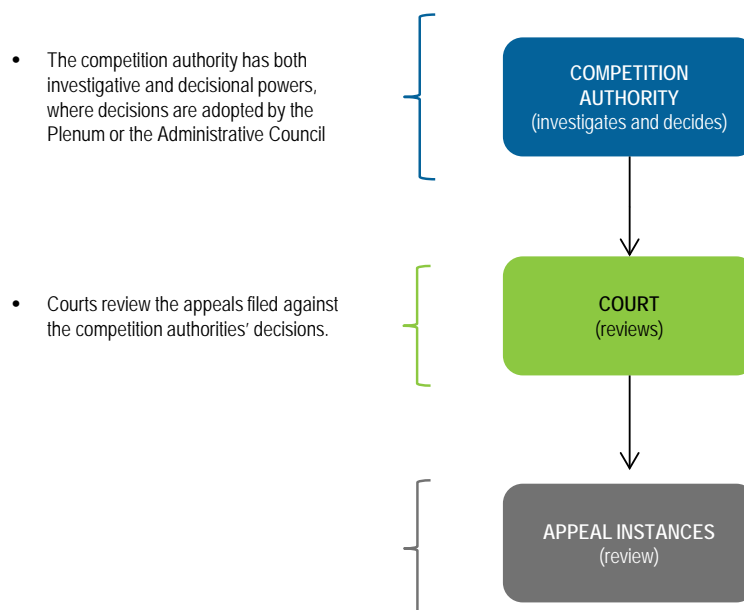 • The competition authority has both
investigative and decisional powers,
where decisions are adopted by the
Plenum or the Administrative Council
COMPETITION
AUTHORITY
(investigates and decides)
• Courts review the appeals filed against
the competition authorities’ decisions.
COURT
(reviews)
APPEAL INSTANCES
(review)